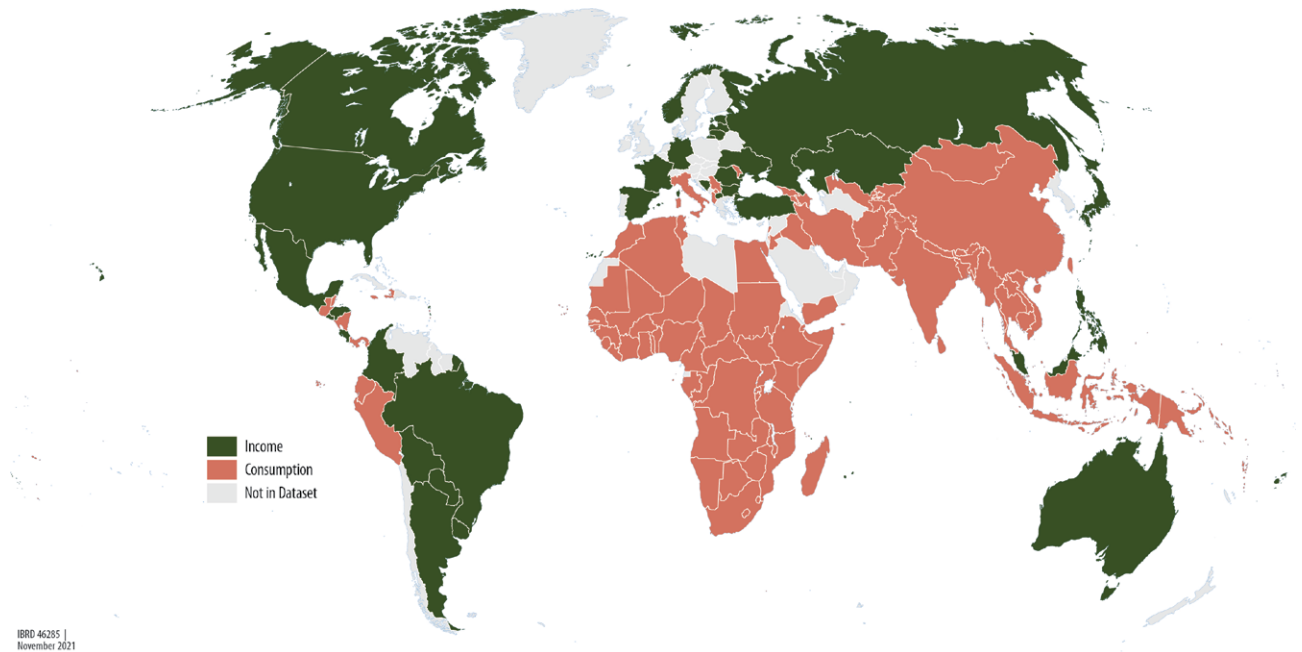 Income
Consumption
Not in Dataset
IBRD 46285 |
November 2021